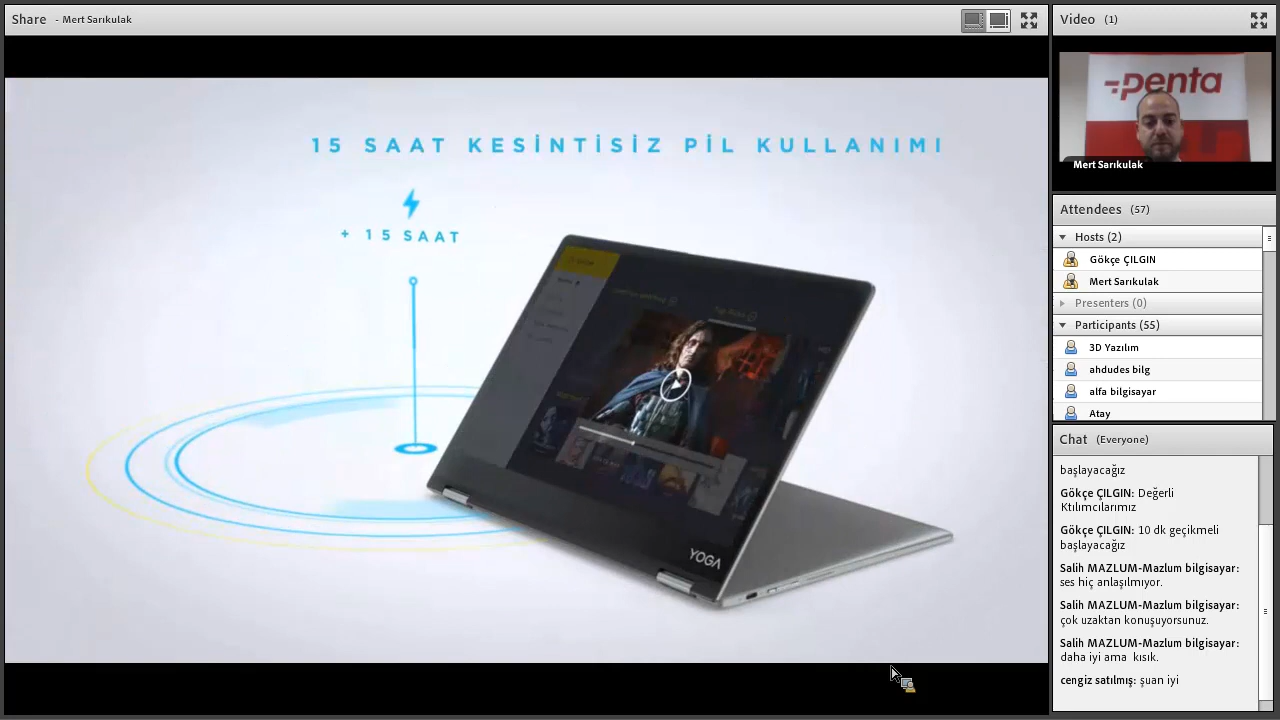 Share - Mert Sarıkulak
15 SAAT KESİNTİSİZ PİL KULLANIMI
+ 15 SAAT
YOGA
Video (1)
penta
Mert Sarıkulak
Attendees (57)
Hosts (2)
Gökçe ÇILGIN
Mert Sarıkulak
Presenters (0)
Participants (55)
3D Yazılım
ahdudes bilg
alfa bilgisayar
Atay
Chat (Everyone)
başlayacağız
Gökçe ÇILGIN: Değerli
Ktılımcılarımız
Gökçe ÇILGIN: 10 dk geçikmeli
başlayacağız
Salih MAZLUM-Mazlum bilgisayar:
ses hiç anlaşılmıyor.
Salih MAZLUM-Mazlum bilgisayar:
çok uzaktan konuşuyorsunuz.
Salih MAZLUM-Mazlum bilgisayar:
daha iyi ama kısık.
cengiz satılmış: şuan iyi